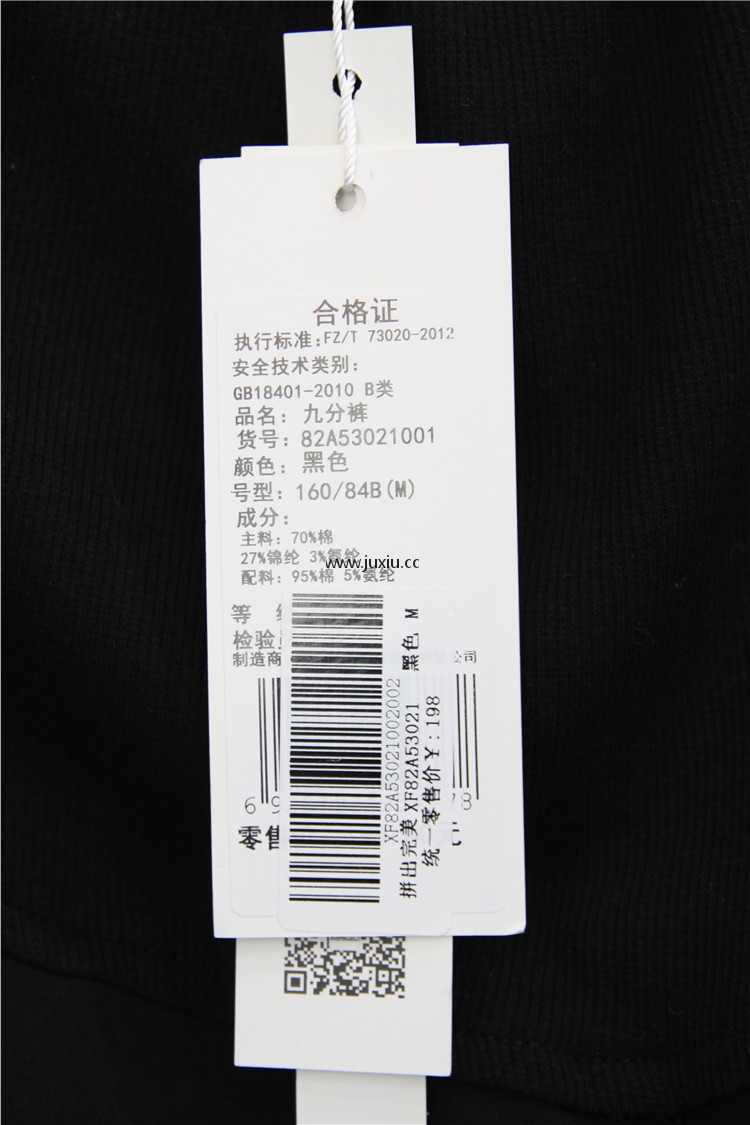 合格证
执行标准:FZ/T 73020-2012
安全技术类别:
GB18401-2010 B类
品名: 九分裤
货号: 82A53021001
颜色: 黑色
号型: 160/84B(M)
成分:
主料: 70%棉
27%锦纶 3%氨纶
www.juxiu.cc
配料: 95%棉 5%氨纶
等
检验
制造商
公司
6 9
78
零售
XF82A53021002002
拼出完美 XF82A53021 黑色 M
统一零售价¥:198